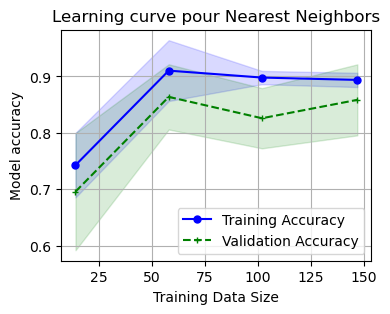 Learning curve pour Nearest Neighbors
Model accuracy
0.9
0.8
0.7
0.6
Training Accuracy
Validation Accuracy
25 50 75 100 125 150
Training Data Size